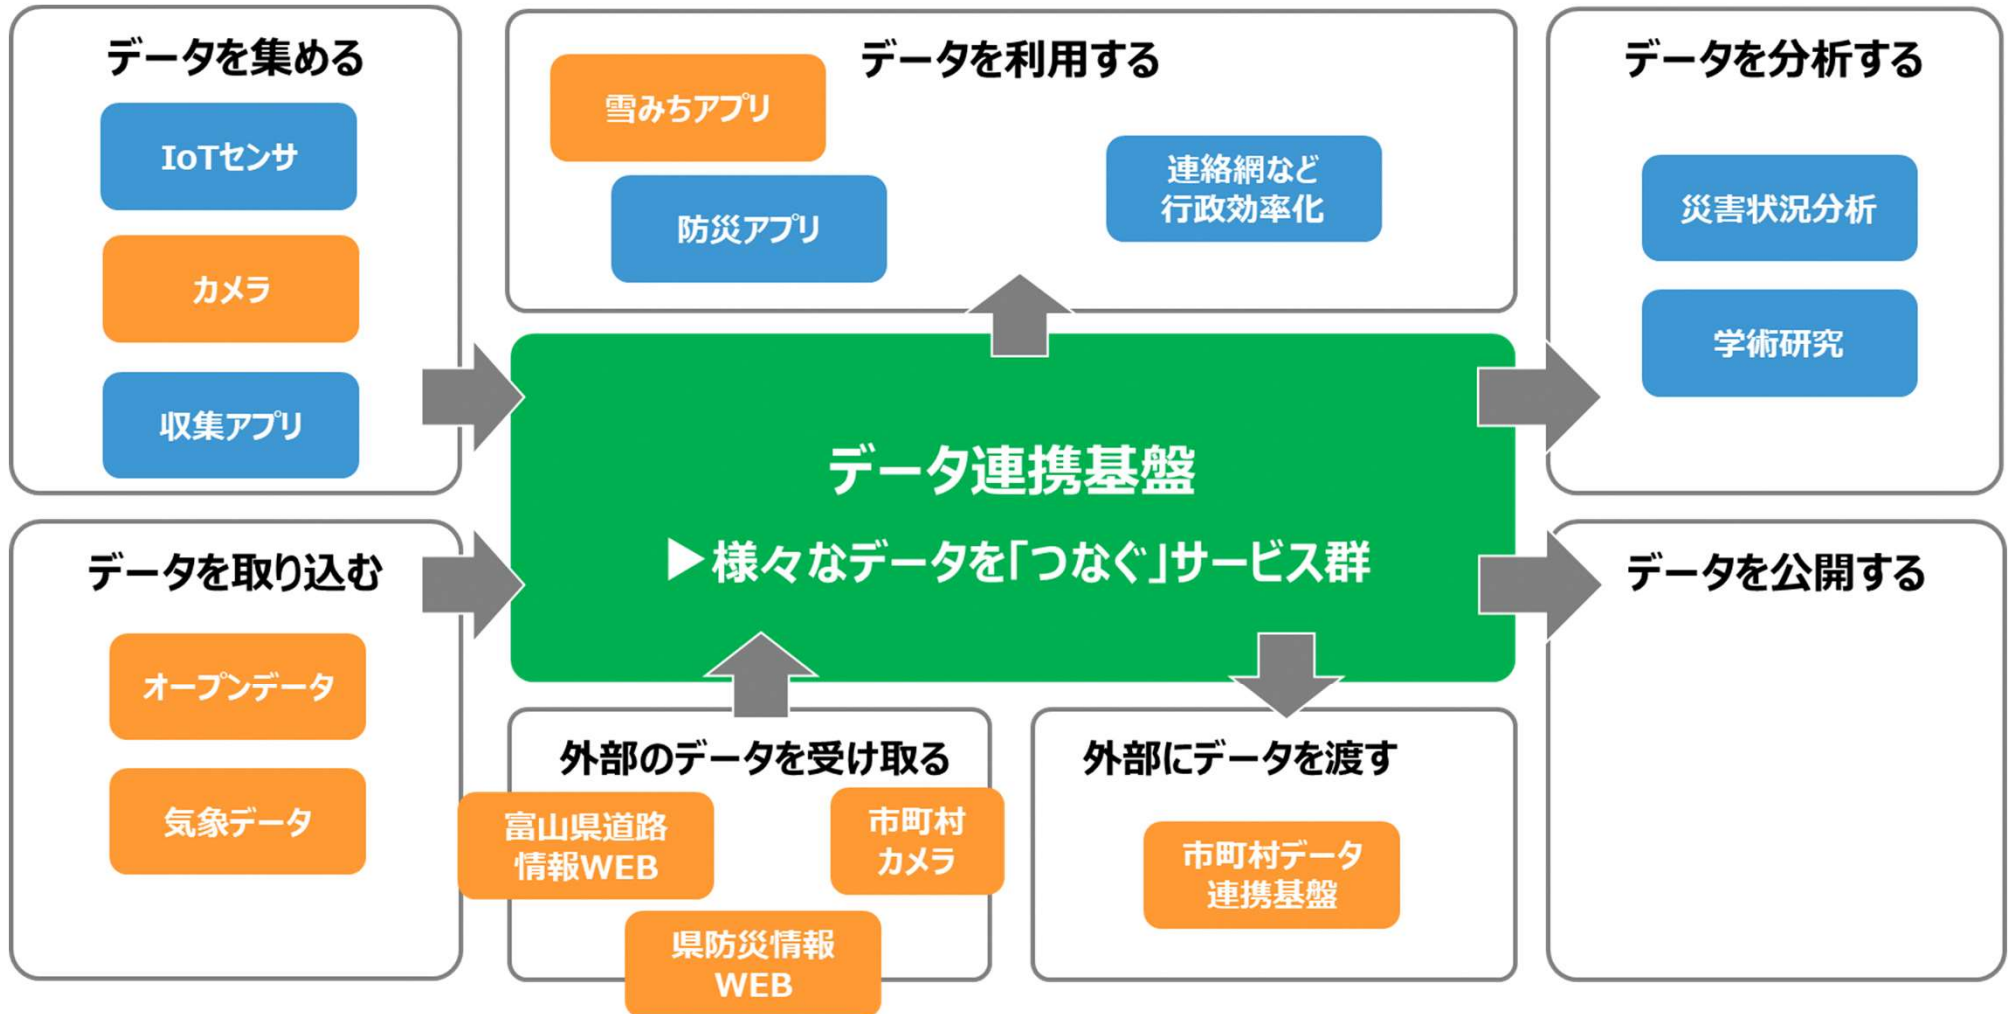 データを集める
IoTセンサ
カメラ
収集アプリ
データを利用する
雪みちアプリ
防災アプリ
連絡網など
行政効率化
データを分析する
災害状況分析
学術研究
データ連携基盤
▶様々なデータを「つなぐ」サービス群
データを取り込む
オープンデータ
気象データ
外部のデータを受け取る
富山県道路
情報WEB
市町村
カメラ
県防災情報
WEB
外部にデータを渡す
市町村データ
連携基盤
データを公開する